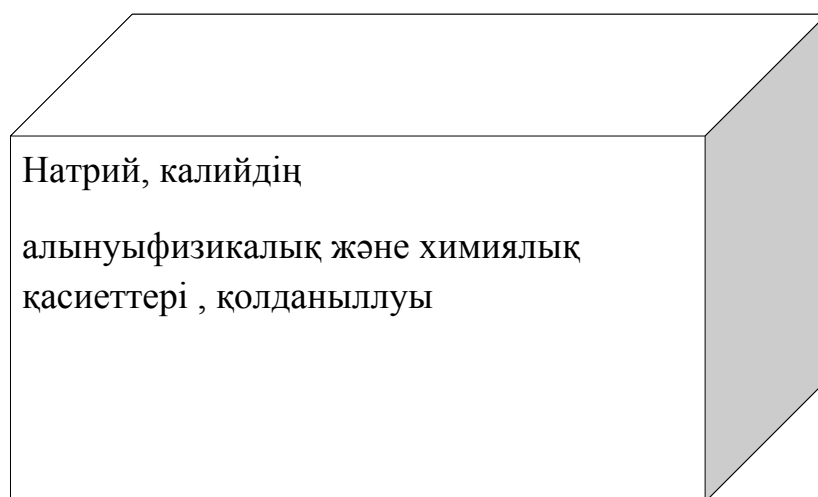 Натрий, калийдің
алынуыфизикалық және химиялық
қасиеттері , қолданыллуы